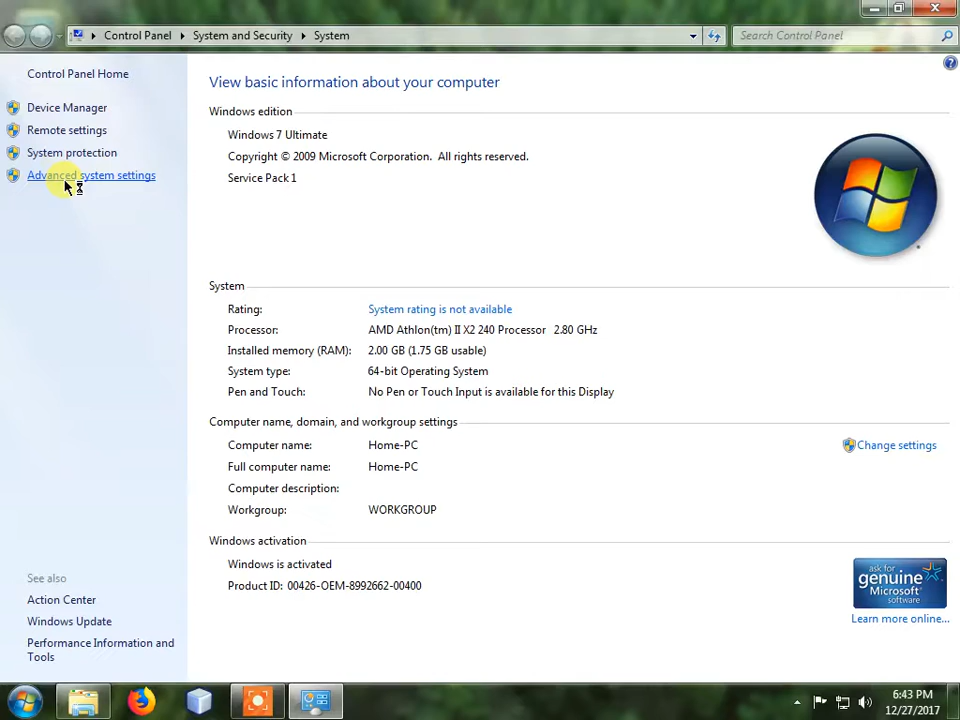 Control Panel System and Security System
Search Control Panel
Control Panel Home
Device Manager
Remote settings
System protection
Advanced system settings
View basic information about your computer
Windows edition
Windows 7 Ultimate
Copyright © 2009 Microsoft Corporation. All rights reserved.
Service Pack 1
System
Rating: System rating is not available
Processor: AMD Athlon(tm) II X2 240 Processor 2.80 GHz
Installed memory (RAM): 2.00 GB (1.75 GB usable)
System type: 64-bit Operating System
Pen and Touch: No Pen or Touch Input is available for this Display
Computer name, domain, and workgroup settings
Computer name: Home-PC
Change settings
Full computer name: Home-PC
Computer description:
Workgroup: WORKGROUP
Windows activation
Windows is activated
Product ID: 00426-OEM-8992662-00400
ask for
genuine
Microsoft
software
Learn more online...
See also
Action Center
Windows Update
Performance Information and
Tools
6:43 PM
12/27/2017